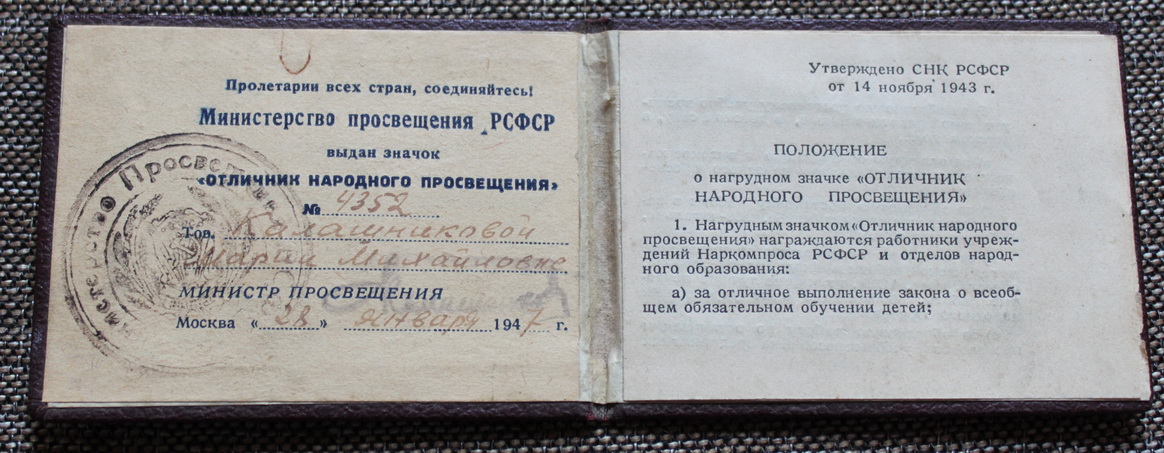 Пролетарии всех стран, соединяйтесь!
Министерство просвещения РСФСР
выдан значок
«ОТЛИЧНИК НАРОДНОГО ПРОСВЕЩЕНИЯ»
№ 4352
Тов. Калашниковой
Марии Михайловне
МИНИСТР ПРОСВЕЩЕНИЯ
Москва «28» января 1947 г.
Министерство Просвещения
Утверждено СНК РСФСР
от 14 ноября 1943 г.
ПОЛОЖЕНИЕ
о нагрудном значке «ОТЛИЧНИК
НАРОДНОГО ПРОСВЕЩЕНИЯ»
1. Нагрудным значком «Отличник народного
просвещения» награждаются работники учреж-
дений Наркомпроса РСФСР и отделов народ-
ного образования:
а) за отличное выполнение закона о всеоб-
щем обязательном обучении детей;